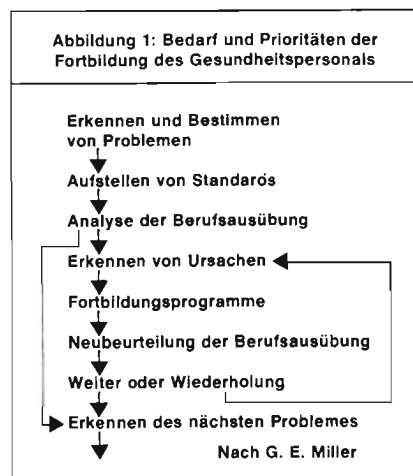 Abbildung 1: Bedarf und Prioritäten der
Fortbildung des Gesundheitspersonals
Erkennen und Bestimmen
von Problemen
Aufstellen von Standaros
Analyse der Berufsausübung
Erkennen von Ursachen
Fortbildungsprogramme
Neubeurteilung der Berufsausübung
Weiter oder Wiederholung
Erkennen des nächsten Problemes
Nach G. E. Miller